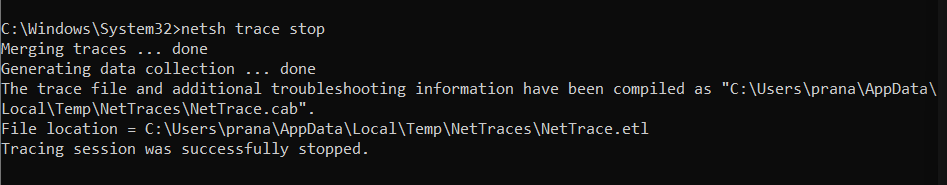 C:\Windows\System32>netsh trace stop
Merging traces ... done
Generating data collection ... done
The trace file and additional troubleshooting information have been compiled as "C:\Users\prana\AppData\
Local\Temp\NetTraces\NetTrace.cab".
File location = C:\Users\prana\AppData\Local\Temp\NetTraces\NetTrace.etl
Tracing session was successfully stopped.